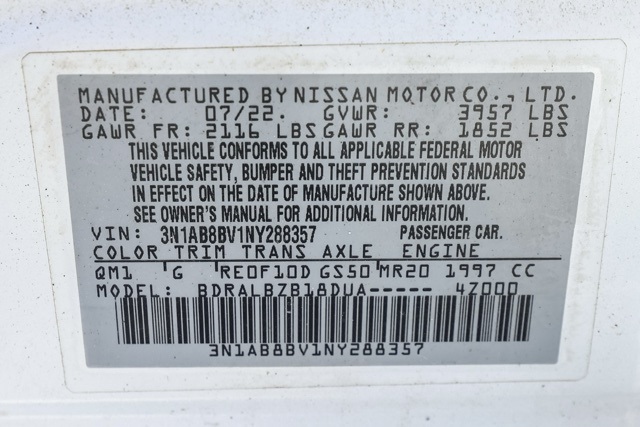 MANUFACTURED BY NISSAN MOTOR CO., LTD.
DATE: 07/22. GVWR: 3957 LBS
GAWR FR: 2116 LBS GAWR RR: 1852 LBS
THIS VEHICLE CONFORMS TO ALL APPLICABLE FEDERAL MOTOR
VEHICLE SAFETY, BUMPER AND THEFT PREVENTION STANDARDS
IN EFFECT ON THE DATE OF MANUFACTURE SHOWN ABOVE.
SEE OWNER'S MANUAL FOR ADDITIONAL INFORMATION.
VIN: 3N1AB8BV1NY288357 PASSENGER CAR.
COLOR TRIM TRANS AXLE ENGINE
QM1 G RE0F10D GS50 MR20 1997 CC
MODEL: BDRALBZB18DUA----- 4Z000
3N1AB8BV1NY288357